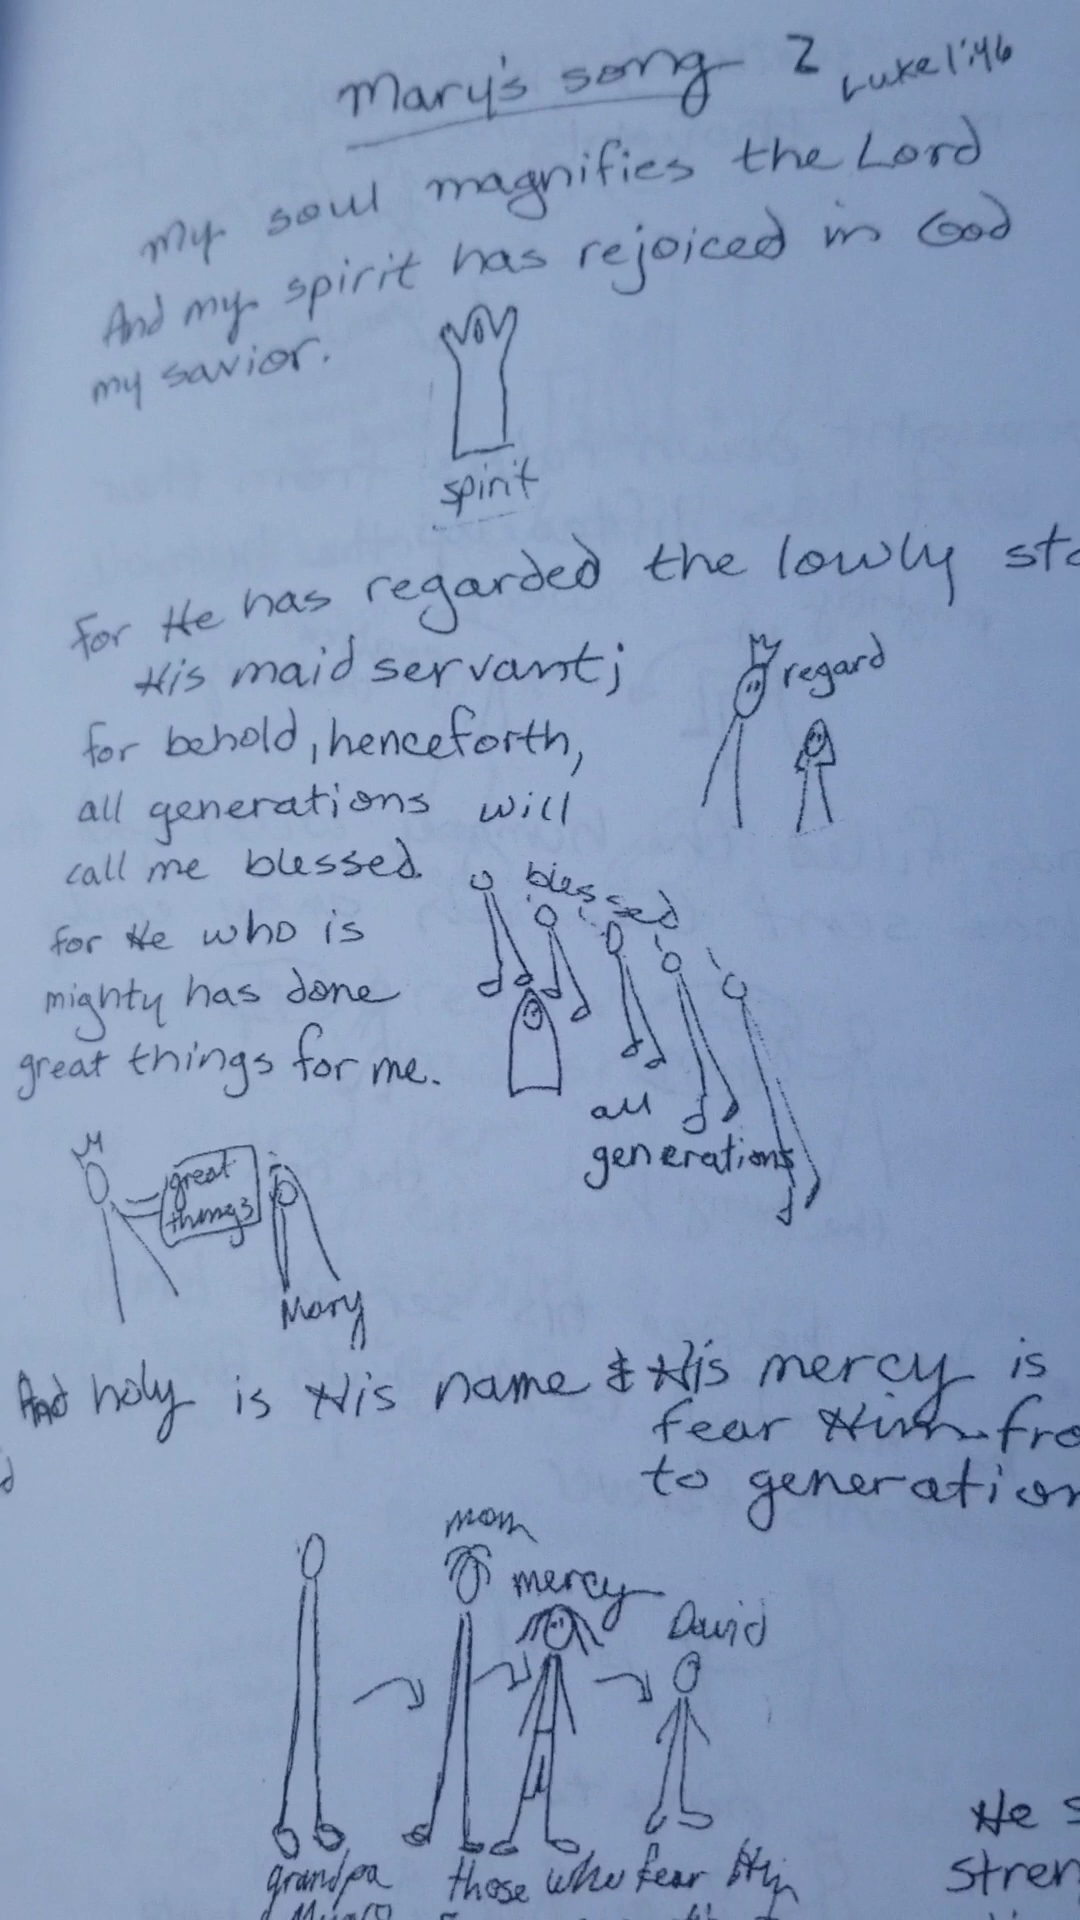 Mary's song 2 Luke 1:46
My soul magnifies the Lord
And my spirit has rejoiced in God
my savior.
spirit
For He has regarded the lowly
His maidservant;
regard
for behold, henceforth,
all generations will
call me blessed.
blessed
for He who is
mighty has done
great things for me.
all
generations
great
things
Mary
And holy is His name & His mercy is
fear Him
to generation
mom
mercy
David
He
grandpa those who fear Him